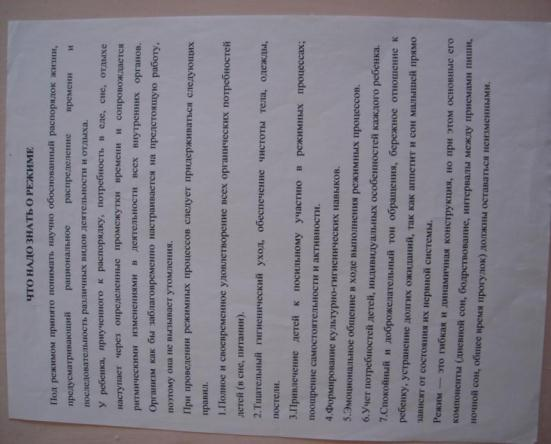 ЧТО НАДО ЗНАТЬ О РЕЖИМЕ
Под режимом принято понимать научно обоснованный распорядок жизни,
предусматривающий рациональное распределение времени и
последовательность различных видов деятельности и отдыха.
У ребенка, приученного к распорядку, потребность в еде, сне, отдыхе
наступает через определенные промежутки времени и сопровождается
ритмическими изменениями в деятельности всех внутренних органов.
Организм как бы заблаговременно настраивается на предстоящую работу,
поэтому она не вызывает утомления.
При проведении режимных процессов следует придерживаться следующих
правил.
1.Полное и своевременное удовлетворение всех органических потребностей
детей (в сне, питании).
2.Тщательный гигиенический уход, обеспечение чистоты тела, одежды,
постели.
3.Привлечение детей к посильному участию в режимных процессах;
поощрение самостоятельности и активности.
4.Формирование культурно-гигиенических навыков.
5.Эмоциональное общение в ходе выполнения режимных процессов.
6.Учет потребностей детей, индивидуальных особенностей каждого ребенка.
7.Спокойный и доброжелательный тон обращения, бережное отношение к
ребенку, устранение долгих ожиданий, так как аппетит и сон малышей прямо
зависят от состояния их нервной системы.
Режим — это гибкая и динамичная конструкция, но при этом основные его
компоненты (дневной сон, бодрствование, интервалы между приемами пищи,
ночной сон, общее время прогулок) должны оставаться неизменными.